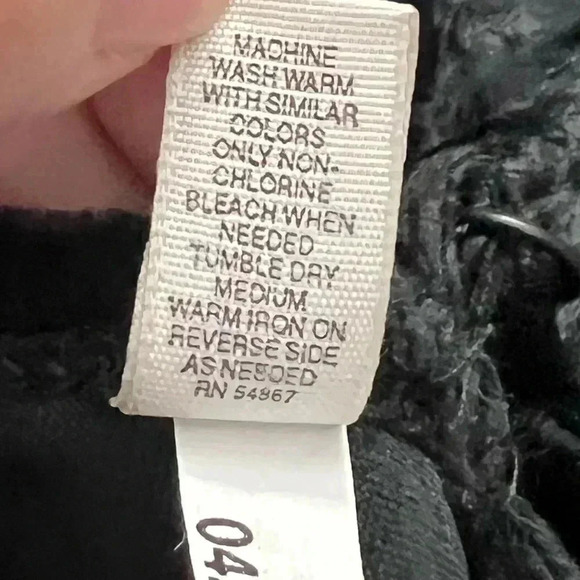 MACHINE
WASH WARM
WITH SIMILAR
COLORS
ONLY NON-
CHLORINE
BLEACH WHEN
NEEDED
TUMBLE DRY
MEDIUM
WARM IRON ON
REVERSE SIDE
AS NEEDED
RN 54867
04